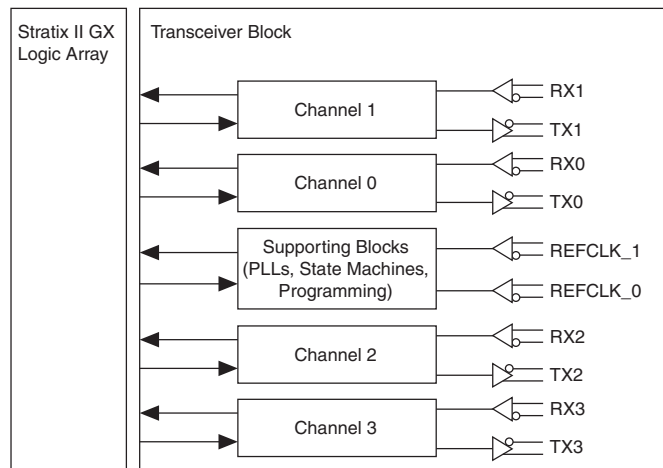 Stratix II GX
Logic Array
Transceiver Block
Channel 1
RX1
TX1
Channel 0
RX0
TX0
Supporting Blocks
(PLLs, State Machines,
Programming)
REFCLK_1
REFCLK_0
Channel 2
RX2
TX2
Channel 3
RX3
TX3